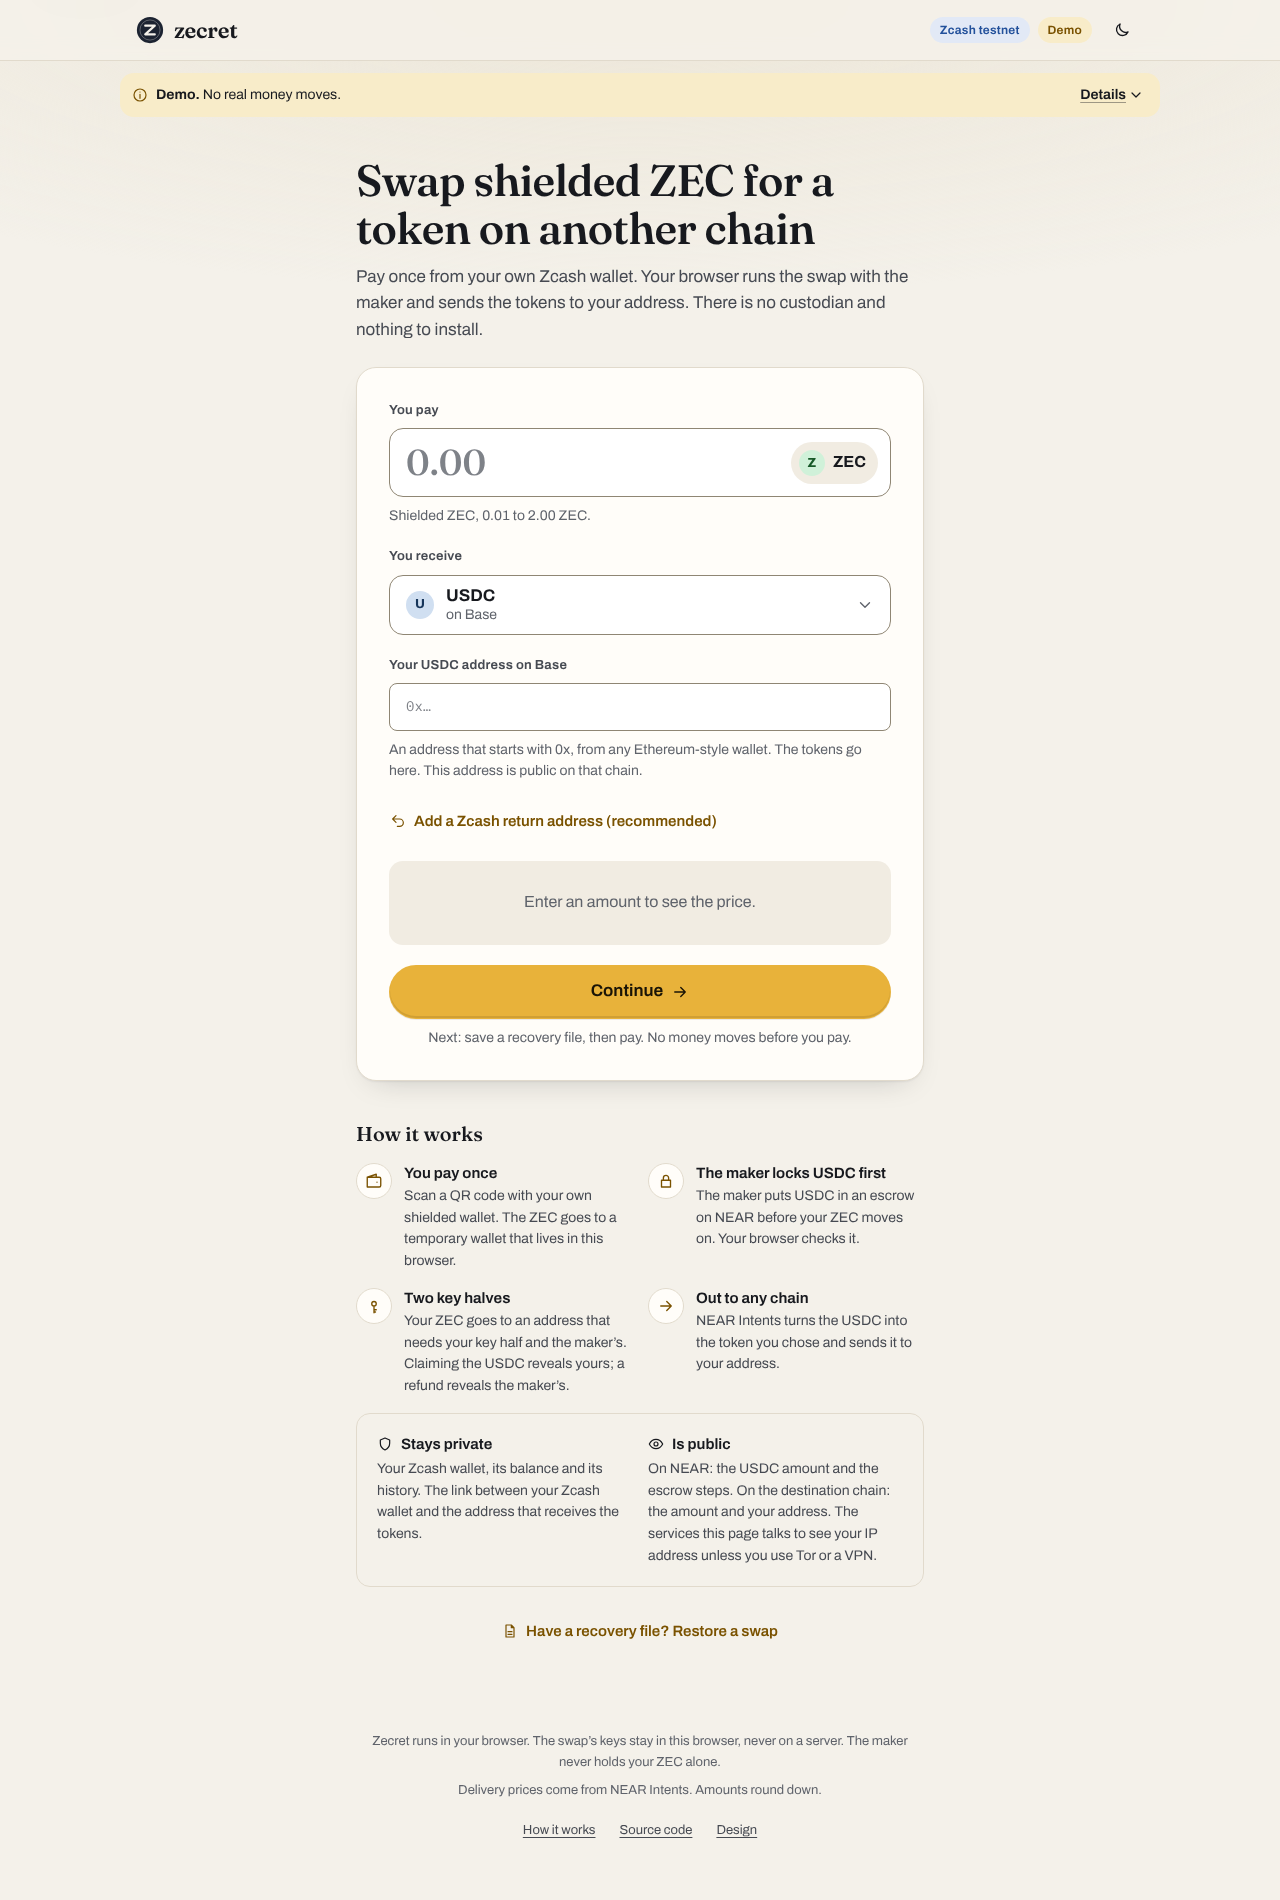 zecret
Zcash testnet
Demo
Demo. No real money moves.
Details
Swap shielded ZEC for a
token on another chain
Pay once from your own Zcash wallet. Your browser runs the swap with the
maker and sends the tokens to your address. There is no custodian and
nothing to install.
You pay
0.00
Z ZEC
Shielded ZEC, 0.01 to 2.00 ZEC.
You receive
U
USDC
on Base
Your USDC address on Base
0x…
An address that starts with 0x, from any Ethereum-style wallet. The tokens go
here. This address is public on that chain.
Add a Zcash return address (recommended)
Enter an amount to see the price.
Continue →
Next: save a recovery file, then pay. No money moves before you pay.
How it works
You pay once
Scan a QR code with your own
shielded wallet. The ZEC goes to a
temporary wallet that lives in this
browser.
The maker locks USDC first
The maker puts USDC in an escrow
on NEAR before your ZEC moves
on. Your browser checks it.
Two key halves
Your ZEC goes to an address that
needs your key half and the maker’s.
Claiming the USDC reveals yours; a
refund reveals the maker’s.
Out to any chain
NEAR Intents turns the USDC into
the token you chose and sends it to
your address.
Stays private
Your Zcash wallet, its balance and its
history. The link between your Zcash
wallet and the address that receives the
tokens.
Is public
On NEAR: the USDC amount and the
escrow steps. On the destination chain:
the amount and your address. The
services this page talks to see your IP
address unless you use Tor or a VPN.
Have a recovery file? Restore a swap
Zecret runs in your browser. The swap’s keys stay in this browser, never on a server. The maker
never holds your ZEC alone.
Delivery prices come from NEAR Intents. Amounts round down.
How it works
Source code
Design